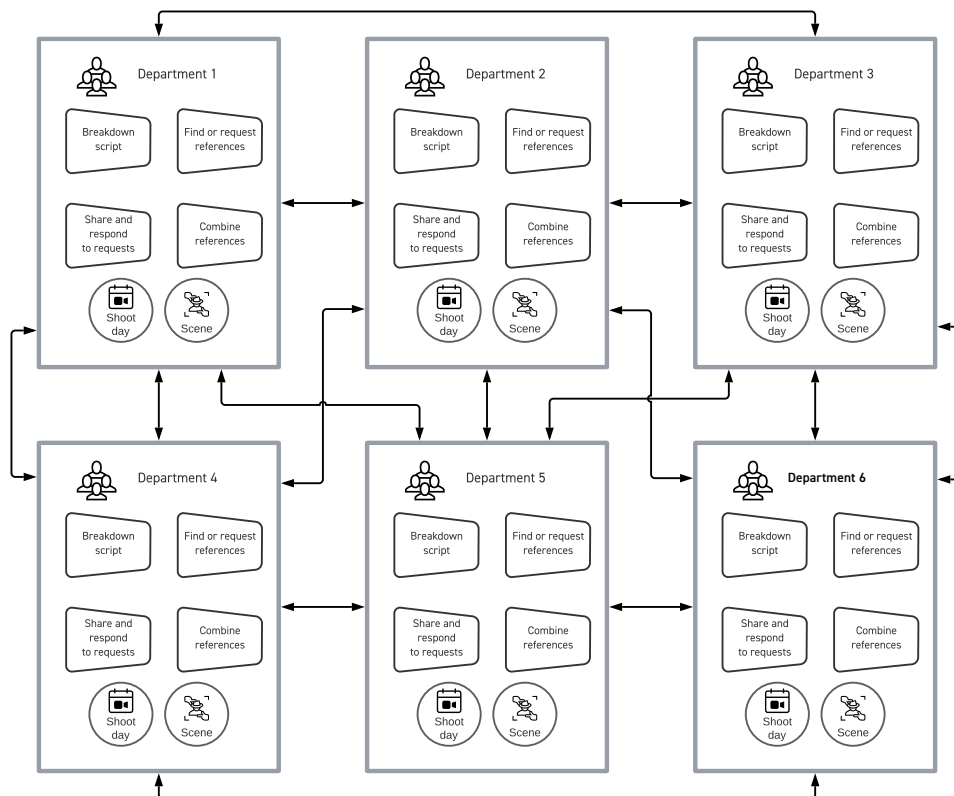 Department 1
Breakdown
script
Find or request
references
Share and
respond
to requests
Combine
references
Shoot
day
Scene
Department 2
Breakdown
script
Find or request
references
Share and
respond
to requests
Combine
references
Shoot
day
Scene
Department 3
Breakdown
script
Find or request
references
Share and
respond
to requests
Combine
references
Shoot
day
Scene
Department 4
Breakdown
script
Find or request
references
Share and
respond
to requests
Combine
references
Shoot
day
Scene
Department 5
Breakdown
script
Find or request
references
Share and
respond
to requests
Combine
references
Shoot
day
Scene
Department 6
Breakdown
script
Find or request
references
Share and
respond
to requests
Combine
references
Shoot
day
Scene